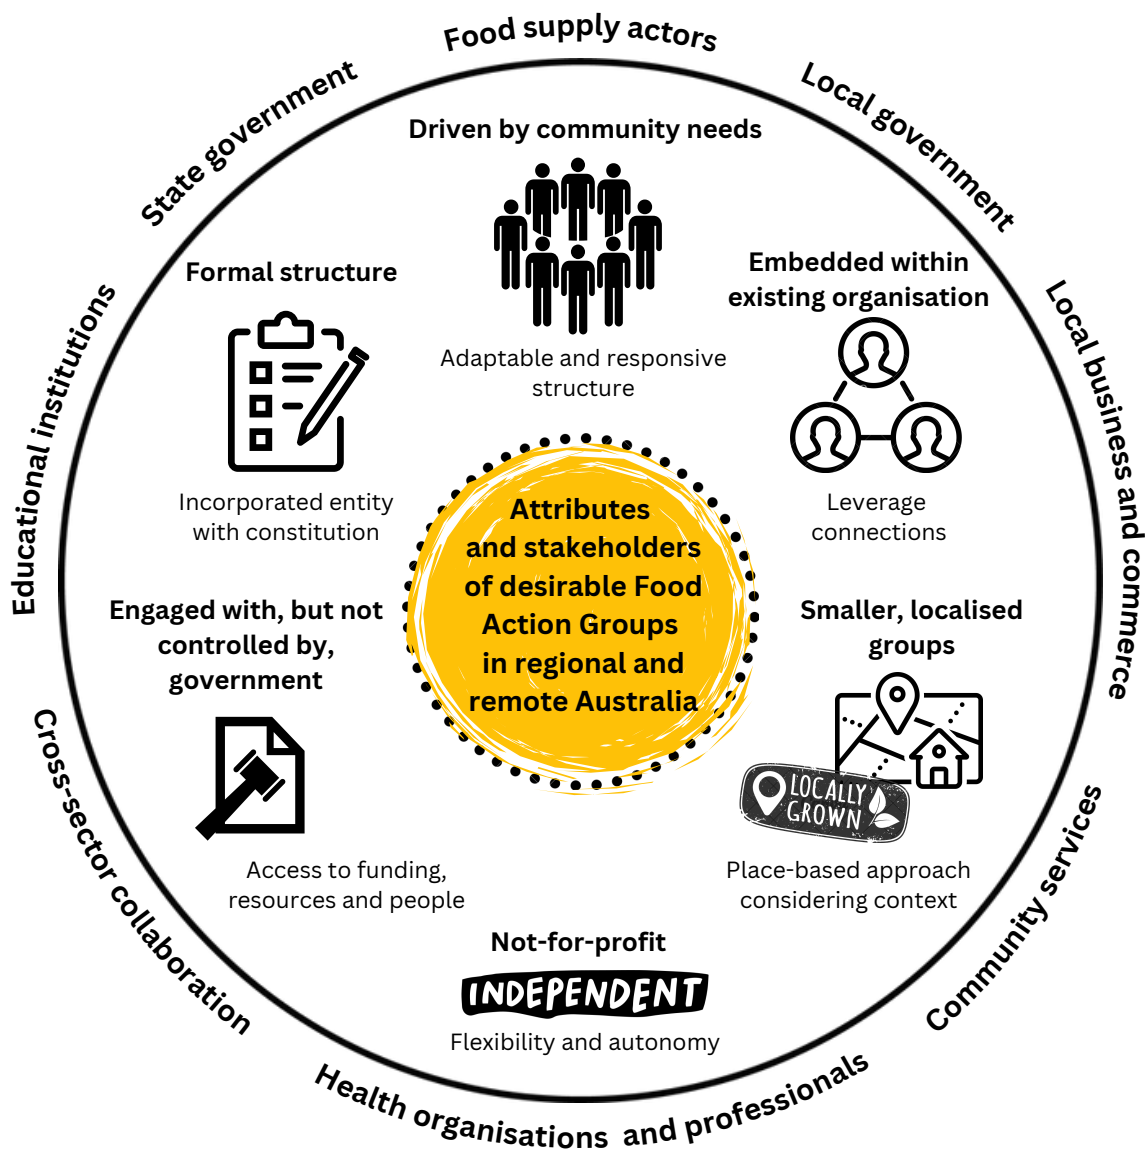 Food supply actors
State government
Local government
Driven by community needs
Adaptable and responsive
structure
Formal structure
Incorporated entity
with constitution
Embedded within
existing organisation
Leverage
connections
Educational institutions
Local business and commerce
Attributes
and stakeholders
of desirable Food
Action Groups
in regional and
remote Australia
Engaged with, but not
controlled by,
government
Access to funding,
resources and people
Smaller, localised
groups
LOCALLY
GROWN
Place-based approach
considering context
Not-for-profit
INDEPENDENT
Flexibility and autonomy
Cross-sector collaboration
Community services
Health organisations and professionals